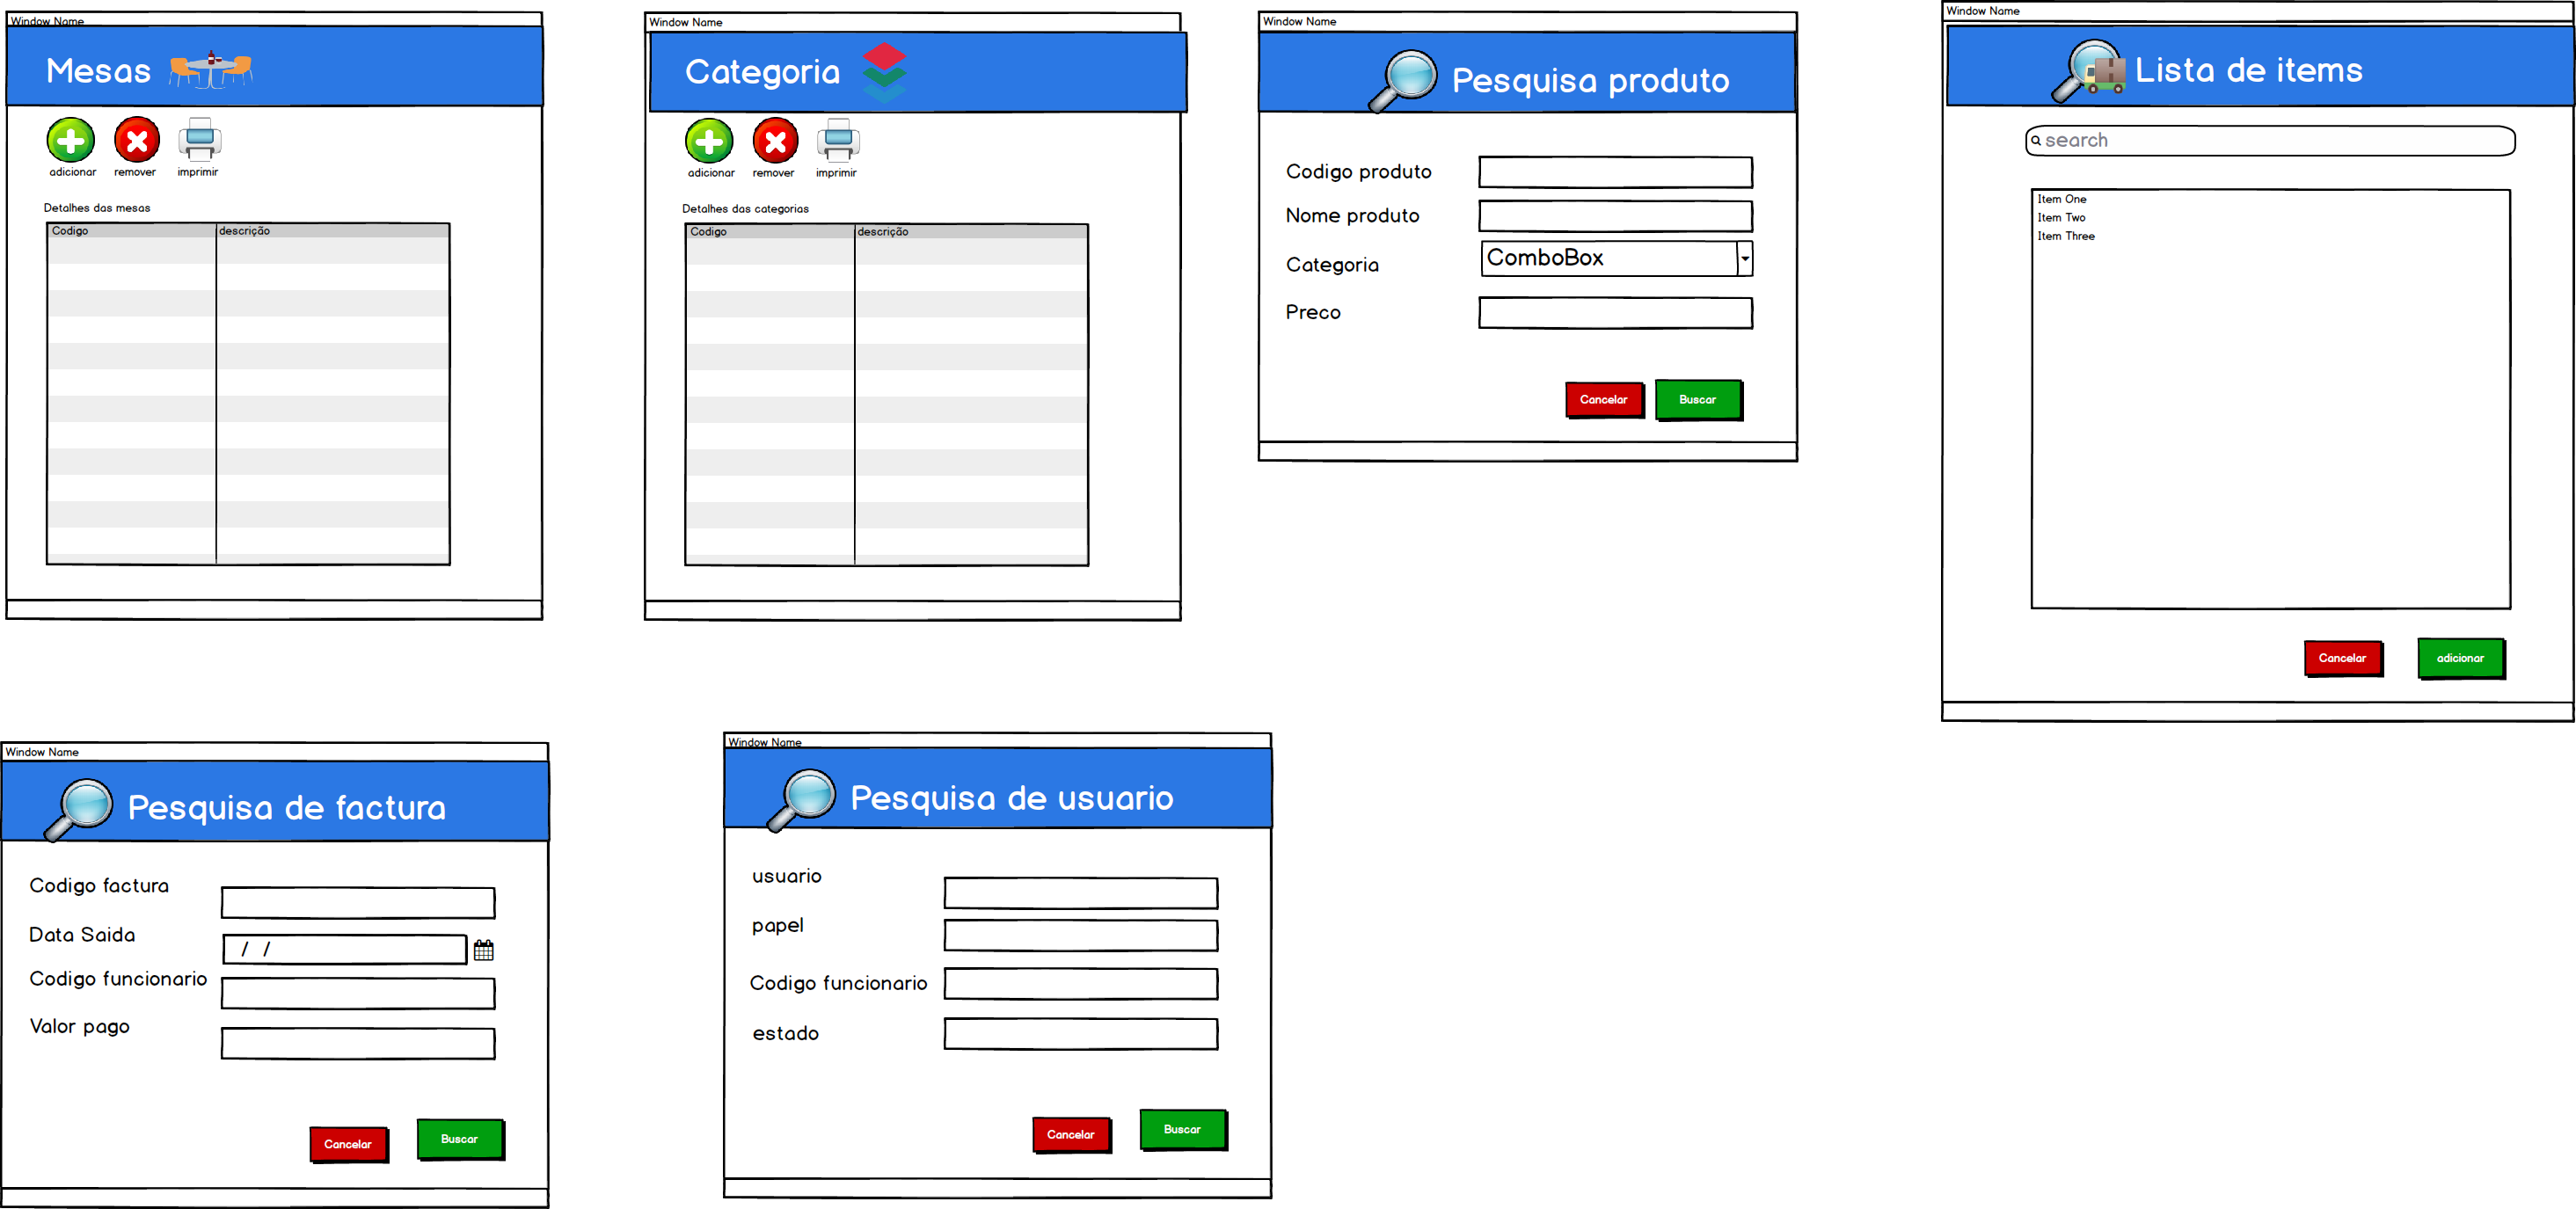 Window Name
Mesas
adicionar remover imprimir
Detalhes das mesas
Codigo descrição
Window Name
Categoria
adicionar remover imprimir
Detalhes das categorias
Codigo descrição
Window Name
Pesquisa produto
Codigo produto
Nome produto
Categoria ComboBox
Preco
Cancelar Buscar
Window Name
Lista de items
search
Item One
Item Two
Item Three
Cancelar adicionar
Window Name
Pesquisa de factura
Codigo factura
Data Saida / /
Codigo funcionario
Valor pago
Cancelar Buscar
Window Name
Pesquisa de usuario
usuario
papel
Codigo funcionario
estado
Cancelar Buscar